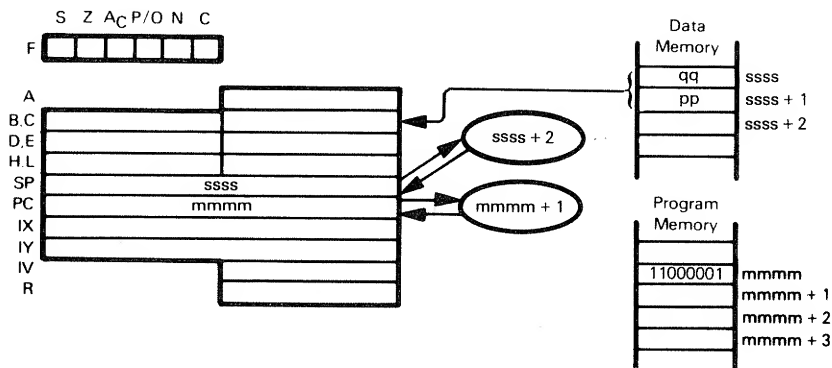 S Z AC P/O N C
F
A
B.C
D.E
H.L
SP ssss
PC mmmm
IX
IY
IV
R
ssss + 2
mmmm + 1
Data
Memory
qq ssss
pp ssss + 1
ssss + 2
Program
Memory
11000001 mmmm
mmmm + 1
mmmm + 2
mmmm + 3